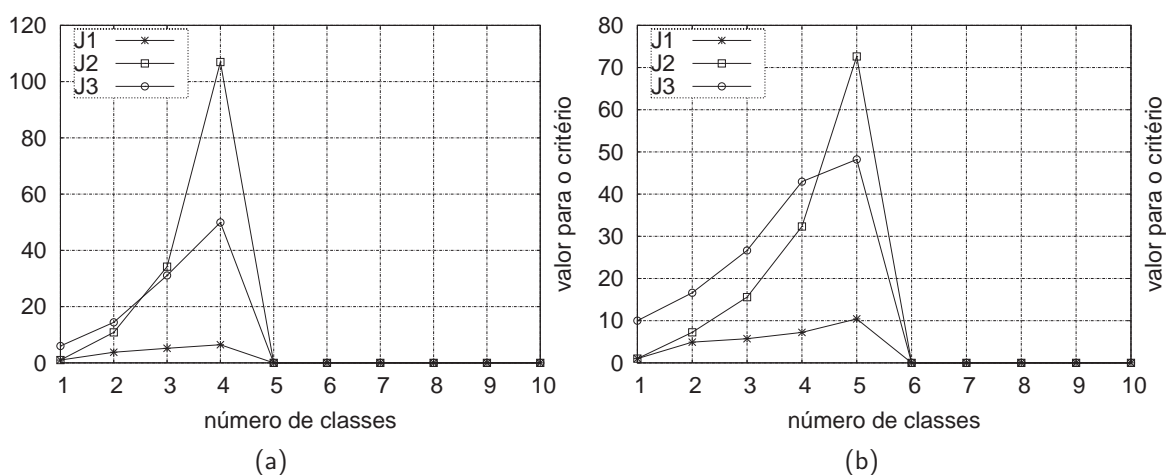 120
100
80
60
40
20
0
J1
J2
J3
1 2 3 4 5 6 7 8 9 10
número de classes
(a)
valor para o critério
80
70
60
50
40
30
20
10
0
J1
J2
J3
1 2 3 4 5 6 7 8 9 10
número de classes
(b)
valor para o critério